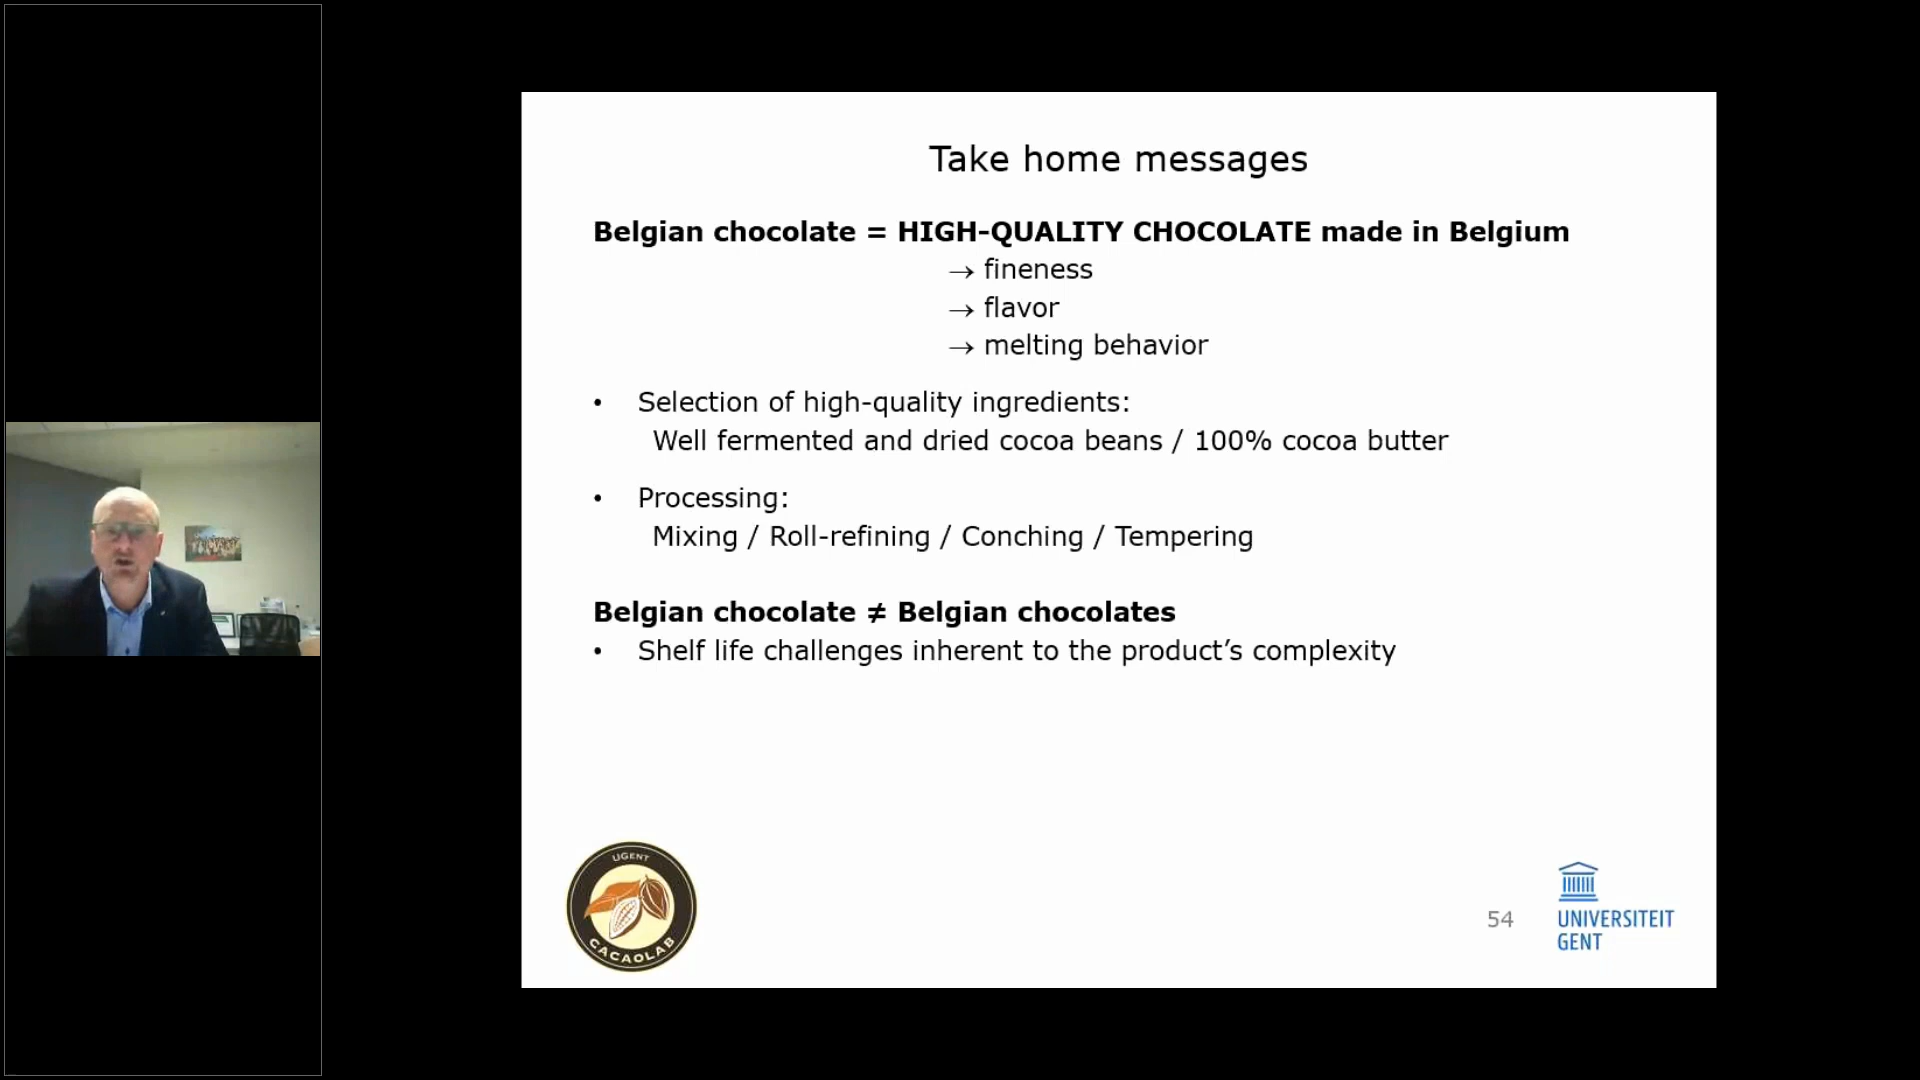 Take home messages
Belgian chocolate = HIGH-QUALITY CHOCOLATE made in Belgium
→ fineness
→ flavor
→ melting behavior
• Selection of high-quality ingredients:
Well fermented and dried cocoa beans / 100% cocoa butter
• Processing:
Mixing / Roll-refining / Conching / Tempering
Belgian chocolate ≠ Belgian chocolates
• Shelf life challenges inherent to the product’s complexity
UGENT
CACAOLAB
54
UNIVERSITEIT
GENT